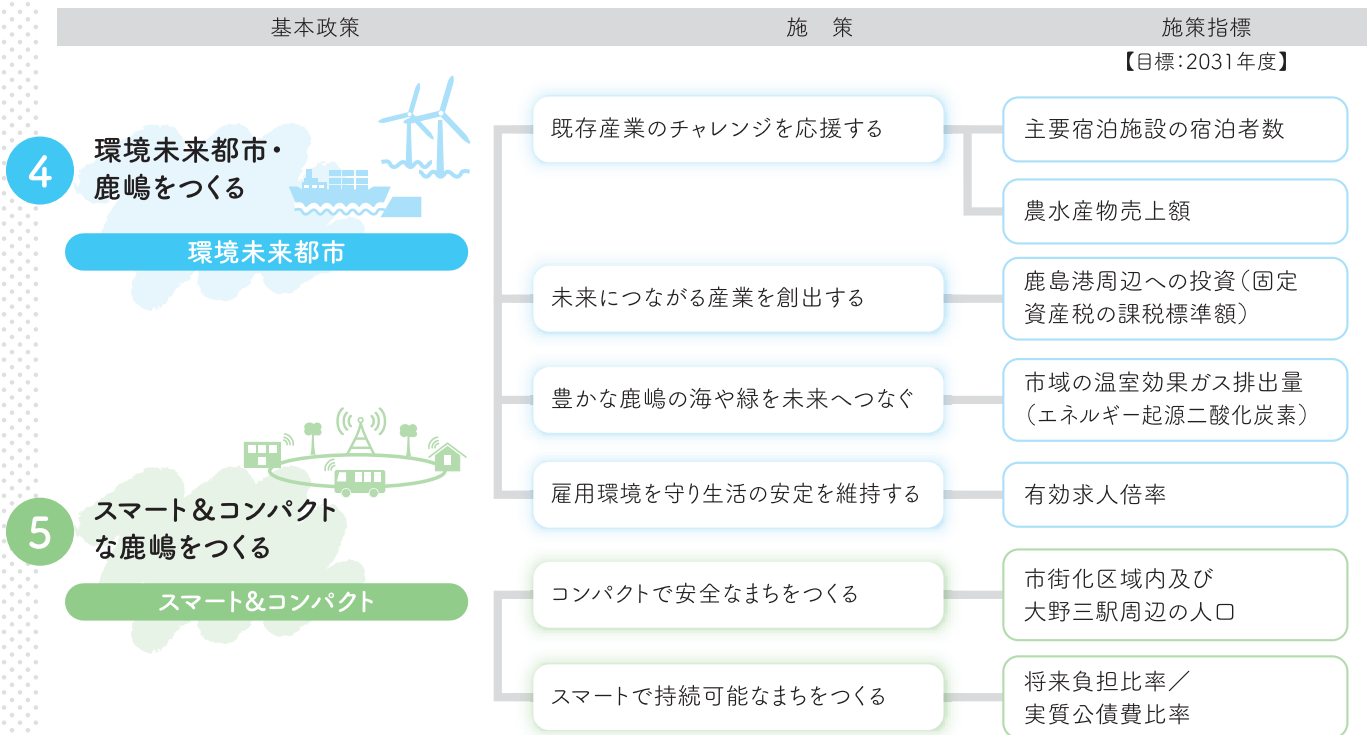 基本政策
施　策
施策指標
【目標：2031年度】
4
環境未来都市・
鹿嶋をつくる
環境未来都市
既存産業のチャレンジを応援する
主要宿泊施設の宿泊者数
農水産物売上額
未来につながる産業を創出する
鹿島港周辺への投資（固定
資産税の課税標準額）
豊かな鹿嶋の海や緑を未来へつなぐ
市域の温室効果ガス排出量
（エネルギー起源二酸化炭素）
雇用環境を守り生活の安定を維持する
有効求人倍率
5
スマート＆コンパクト
な鹿嶋をつくる
スマート&コンパクト
コンパクトで安全なまちをつくる
市街化区域内及び
大野三駅周辺の人口
スマートで持続可能なまちをつくる
将来負担比率／
実質公債費比率